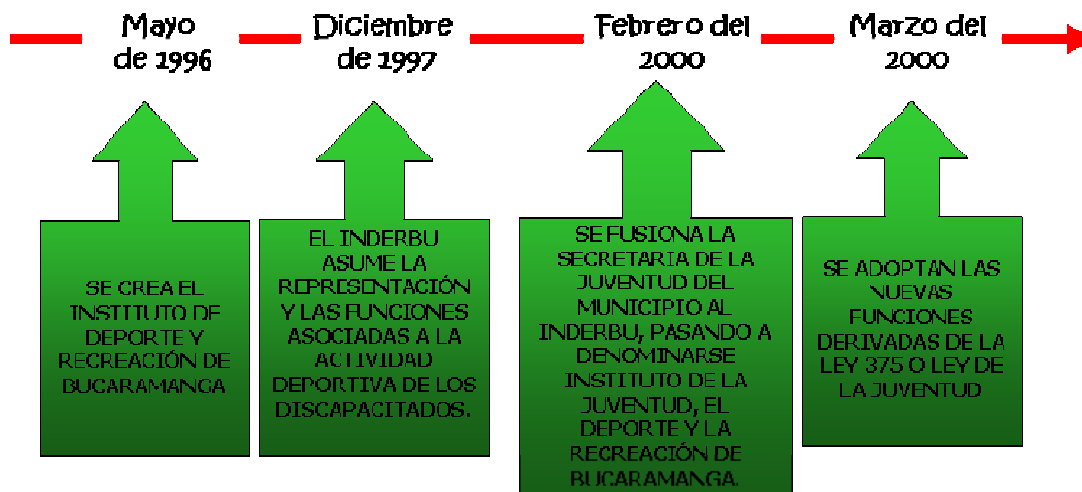 Mayo
de 1996
Diciembre
de 1997
Febrero del
2000
Marzo del
2000
SE CREA EL
INSTITUTO DE
DEPORTE Y
RECREACIÓN DE
BUCARAMANGA
EL INDERBU
ASUME LA
REPRESENTACIÓN
Y LAS FUNCIONES
ASOCIADAS A LA
ACTIVIDAD
DEPORTIVA DE LOS
DISCAPACITADOS.
SE FUSIONA LA
SECRETARIA DE LA
JUVENTUD DEL
MUNICIPIO AL
INDERBU, PASANDO A
DENOMINARSE
INSTITUTO DE LA
JUVENTUD, EL
DEPORTE Y LA
RECREACIÓN DE
BUCARAMANGA.
SE ADOPTAN LAS
NUEVAS
FUNCIONES
DERIVADAS DE LA
LEY 375 O LEY DE
LA JUVENTUD